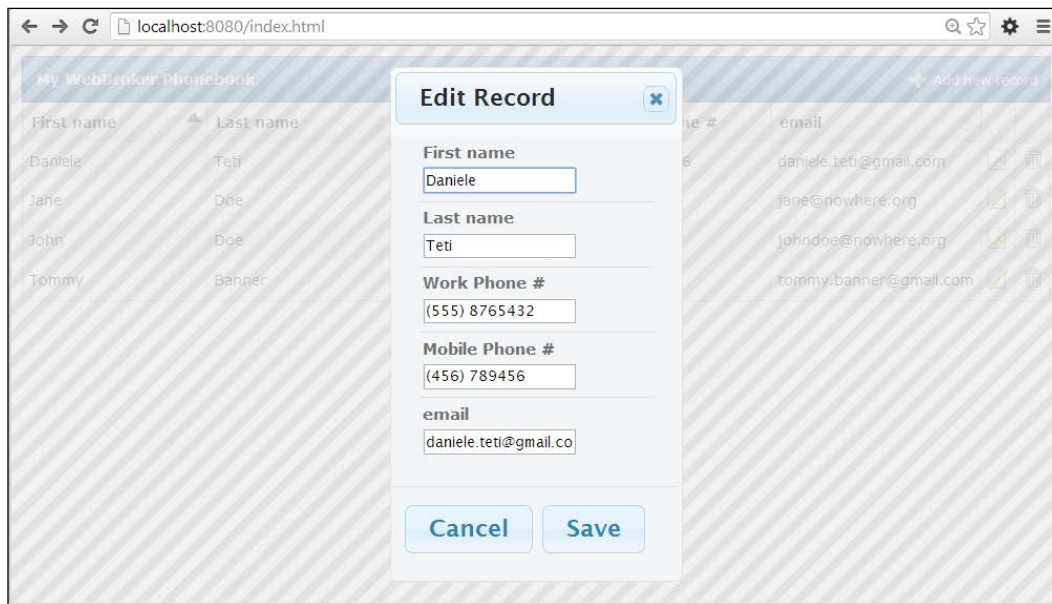 localhost:8080/index.html
My WebBroker Phonebook
Add new record
First name Last name ne # email
Daniele Teti 6 daniele.teti@gmail.com
Jane Doe jane@nowhere.org
John Doe johndoe@nowhere.org
Tommy Banner tommy.banner@gmail.com
Edit Record
First name
Daniele
Last name
Teti
Work Phone #
(555) 8765432
Mobile Phone #
(456) 789456
email
daniele.teti@gmail.co
Cancel Save